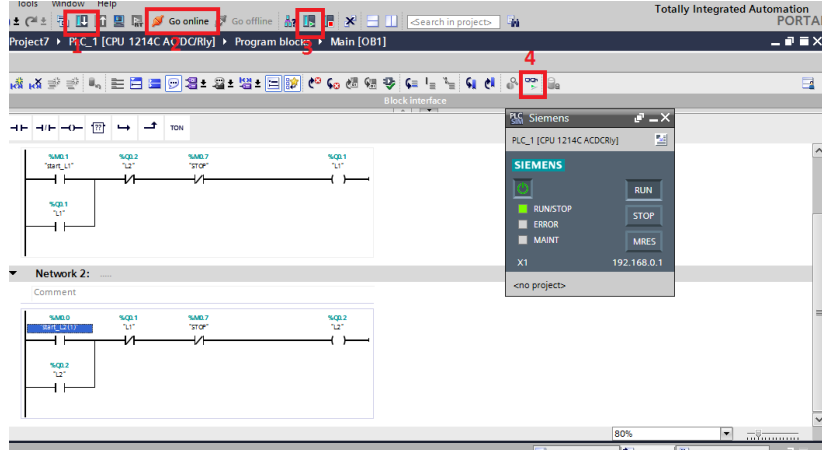 Tools Window Help
Totally Integrated Automation
PORTAL
Go online Go offline <Search in project>
1 2 3
Project7 PLC_1 [CPU 1214C AC/DC/Rly] Program blocks Main [OB1]
4
Block interface
TON
Siemens
PLC_1 [CPU 1214C ACDCRly]
SIEMENS
RUN
RUN/STOP
STOP
ERROR
MAINT
MRES
X1 192.168.0.1
<no project>
%M0.1 %Q0.2 %M0.7 %Q0.1
"start_L1" "L2" "STOP" "L1"
%Q0.1
"L1"
Network 2: .....
Comment
%M0.0 %Q0.1 %M0.7 %Q0.2
"start_L2(1)" "L1" "STOP" "L2"
%Q0.2
"L2"
80%